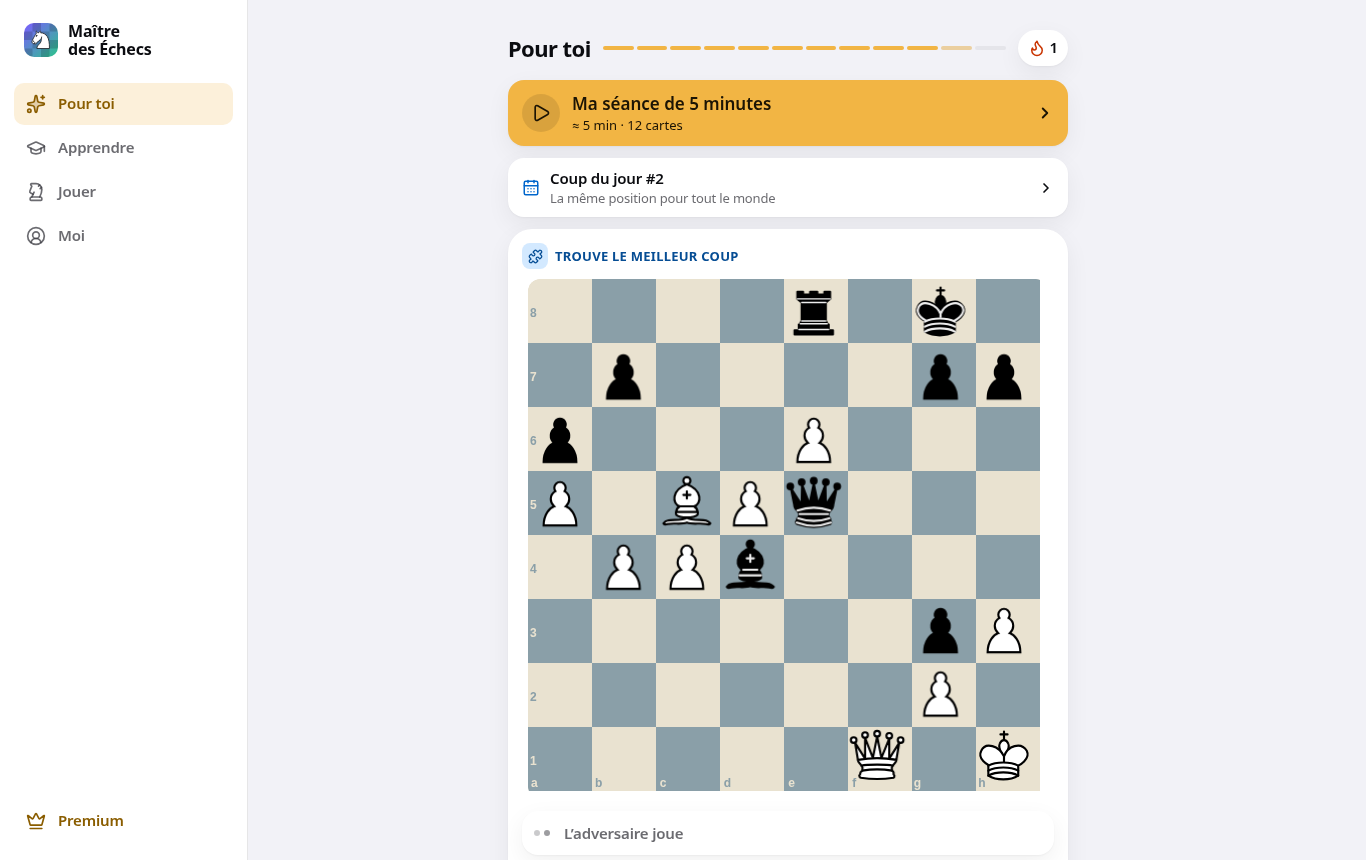 Maître
des Échecs
Pour toi
Apprendre
Jouer
Moi
Premium
Pour toi
1
Ma séance de 5 minutes
≈ 5 min · 12 cartes
Coup du jour #2
La même position pour tout le monde
TROUVE LE MEILLEUR COUP
8
7
6
5
4
3
2
1
a b c d e f g h
L’adversaire joue